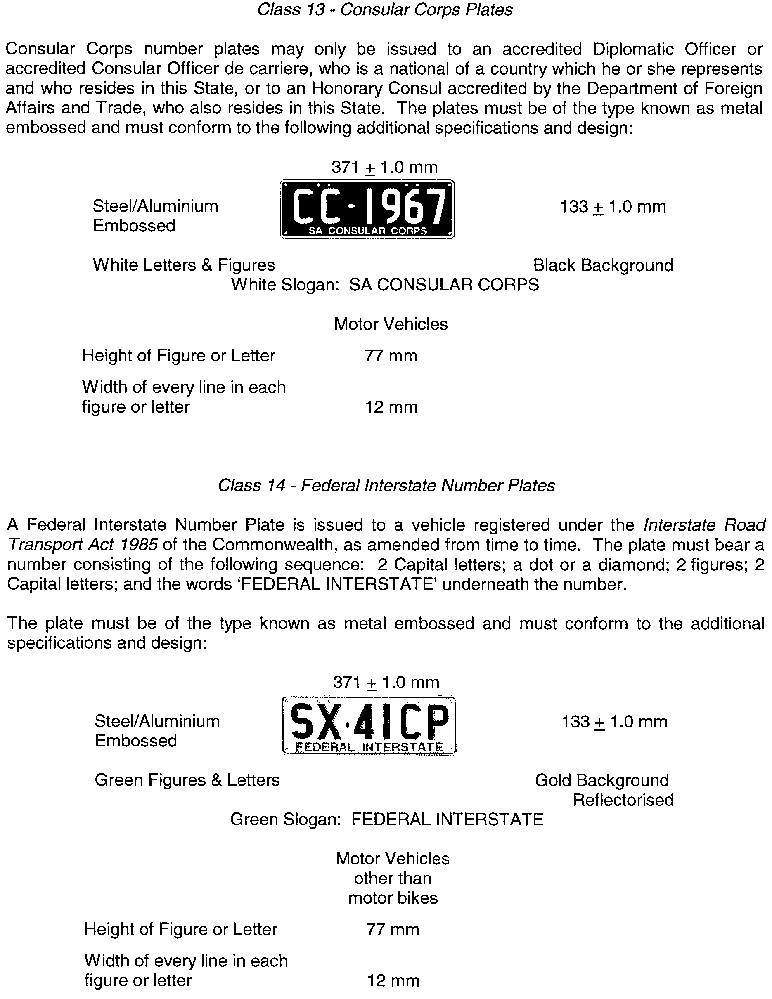 Class 13 - Consular Corps Plates
Consular Corps number plates may only be issued to an accredited Diplomatic Officer or
accredited Consular Officer de carriere, who is a national of a country which he or she represents
and who resides in this State, or to an Honorary Consul accredited by the Department of Foreign
Affairs and Trade, who also resides in this State. The plates must be of the type known as metal
embossed and must conform to the following additional specifications and design:
371 ± 1.0 mm
CC·1967
SA CONSULAR CORPS
Steel/Aluminium 133 ± 1.0 mm
Embossed
White Letters & Figures Black Background
White Slogan: SA CONSULAR CORPS
Motor Vehicles
Height of Figure or Letter 77 mm
Width of every line in each
figure or letter 12 mm
Class 14 - Federal Interstate Number Plates
A Federal Interstate Number Plate is issued to a vehicle registered under the Interstate Road
Transport Act 1985 of the Commonwealth, as amended from time to time. The plate must bear a
number consisting of the following sequence: 2 Capital letters; a dot or a diamond; 2 figures; 2
Capital letters; and the words ‘FEDERAL INTERSTATE’ underneath the number.
The plate must be of the type known as metal embossed and must conform to the additional
specifications and design:
371 ± 1.0 mm
SX·41CP
FEDERAL INTERSTATE
Steel/Aluminium 133 ± 1.0 mm
Embossed
Green Figures & Letters Gold Background
Reflectorised
Green Slogan: FEDERAL INTERSTATE
Motor Vehicles
other than
motor bikes
Height of Figure or Letter 77 mm
Width of every line in each
figure or letter 12 mm